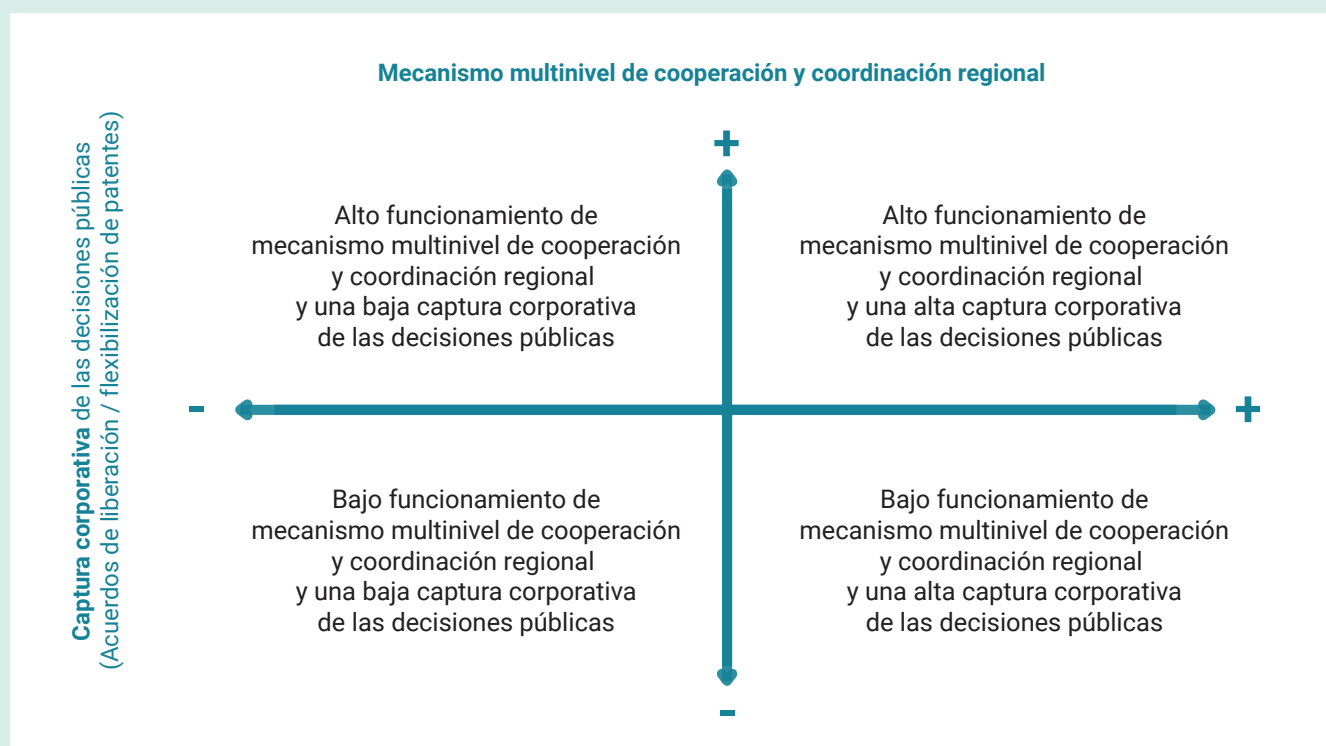 Mecanismo multinivel de cooperación y coordinación regional
Captura corporativa de las decisiones públicas
(Acuerdos de liberación / flexibilización de patentes)
+
Alto funcionamiento de
mecanismo multinivel de cooperación
y coordinación regional
y una baja captura corporativa
de las decisiones públicas
Alto funcionamiento de
mecanismo multinivel de cooperación
y coordinación regional
y una alta captura corporativa
de las decisiones públicas
-
+
Bajo funcionamiento de
mecanismo multinivel de cooperación
y coordinación regional
y una baja captura corporativa
de las decisiones públicas
Bajo funcionamiento de
mecanismo multinivel de cooperación
y coordinación regional
y una alta captura corporativa
de las decisiones públicas
-